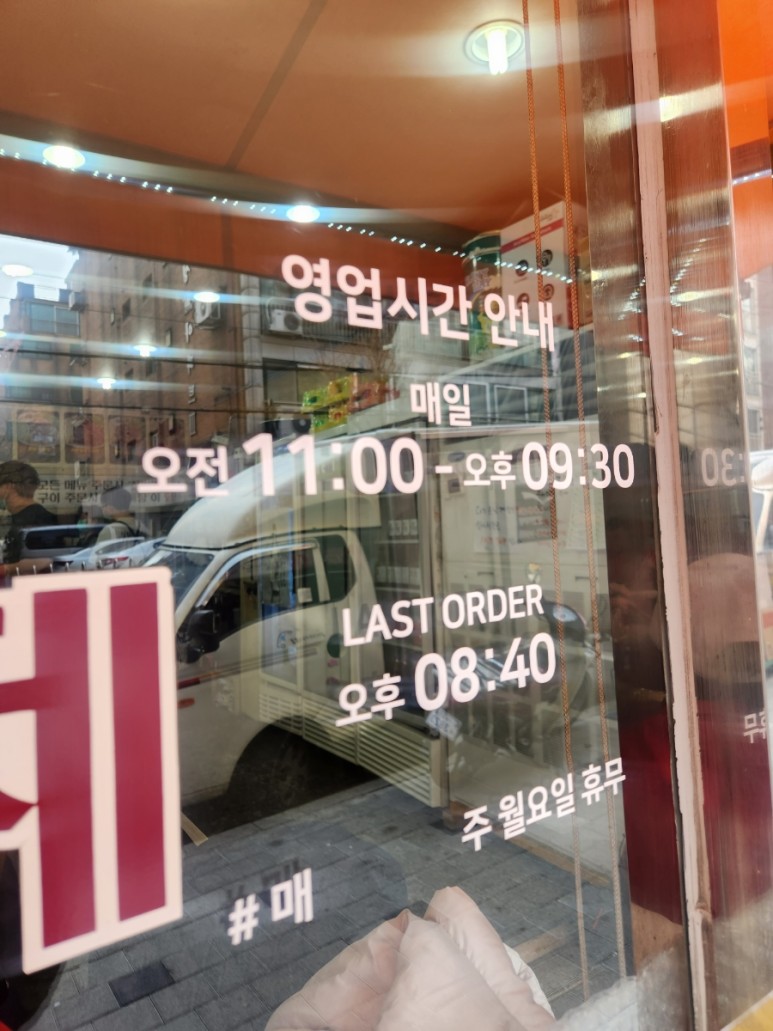 영업시간 안내
매일
오전 11:00 - 오후 09:30
LAST ORDER
오후 08:40
주 월요일 휴무
#매